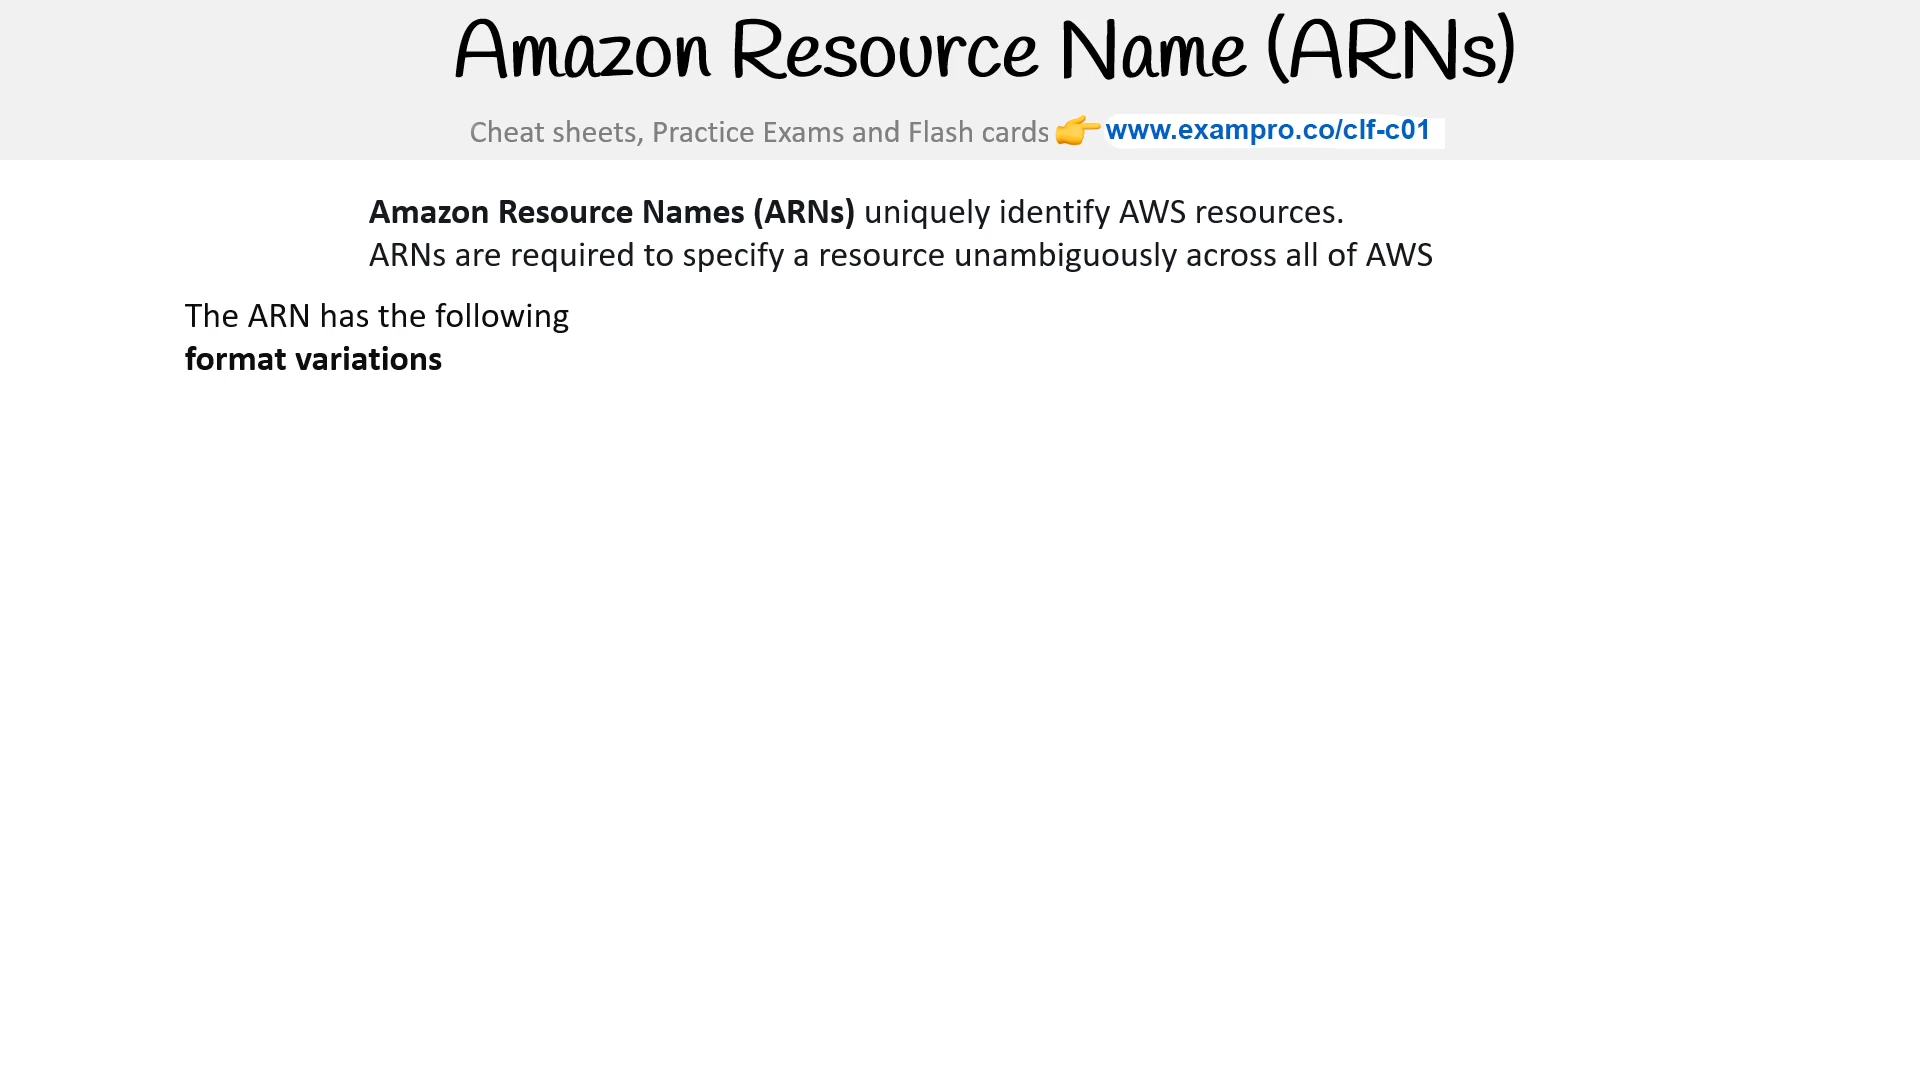 Amazon Resource Name (ARNs)
Cheat sheets, Practice Exams and Flash cards 👉 www.exampro.co/clf-c01
Amazon Resource Names (ARNs) uniquely identify AWS resources.
ARNs are required to specify a resource unambiguously across all of AWS
The ARN has the following
format variations